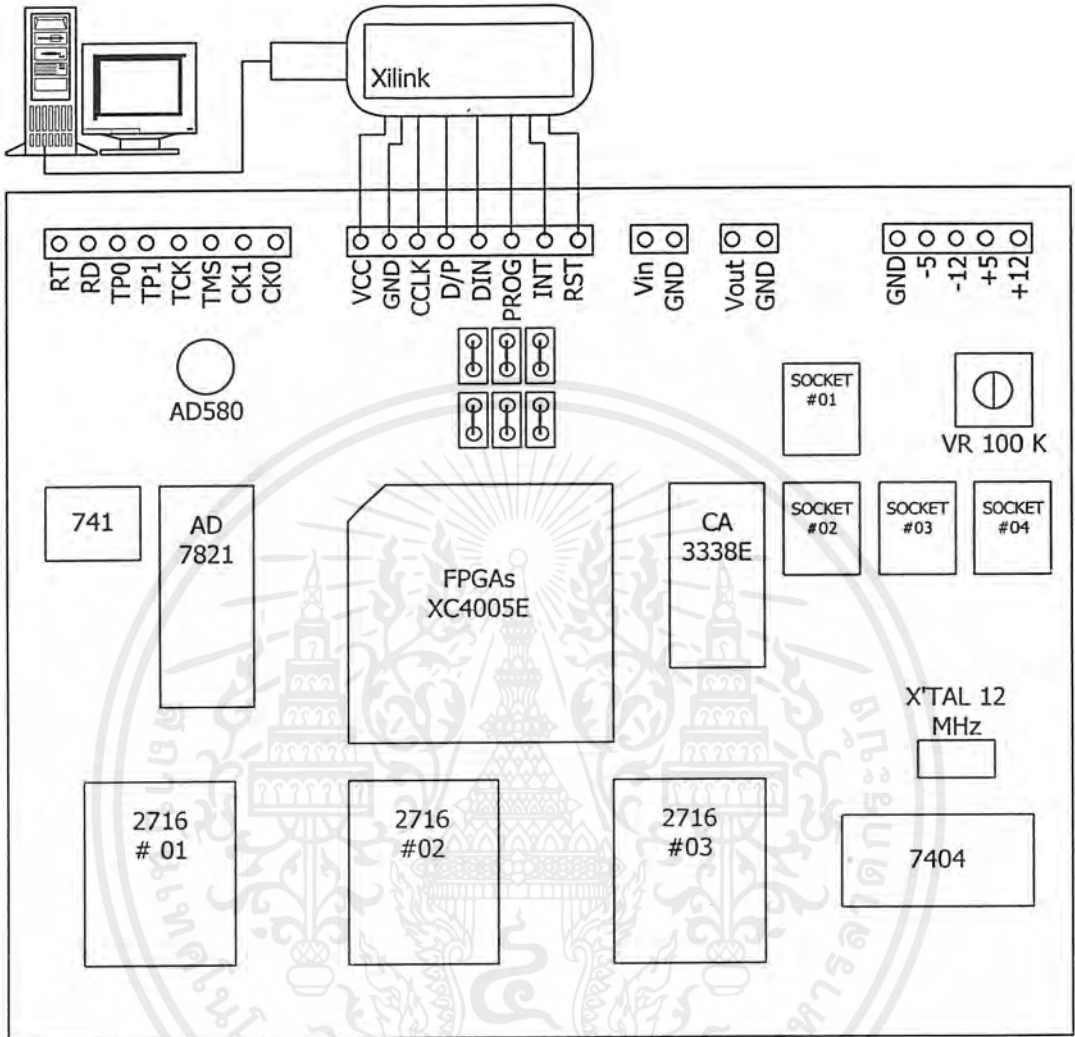 Xilink
RT RD TP0 TP1 TCK TMS CK1 CK0
VCC GND CCLK D/P DIN PROG INT RST
Vin GND
Vout GND
GND -5 -12 +5 +12
AD580
SOCKET
#01
VR 100 K
741
AD
7821
FPGAs
XC4005E
CA
3338E
SOCKET
#02
SOCKET
#03
SOCKET
#04
X'TAL 12
MHz
2716
# 01
2716
#02
2716
#03
7404